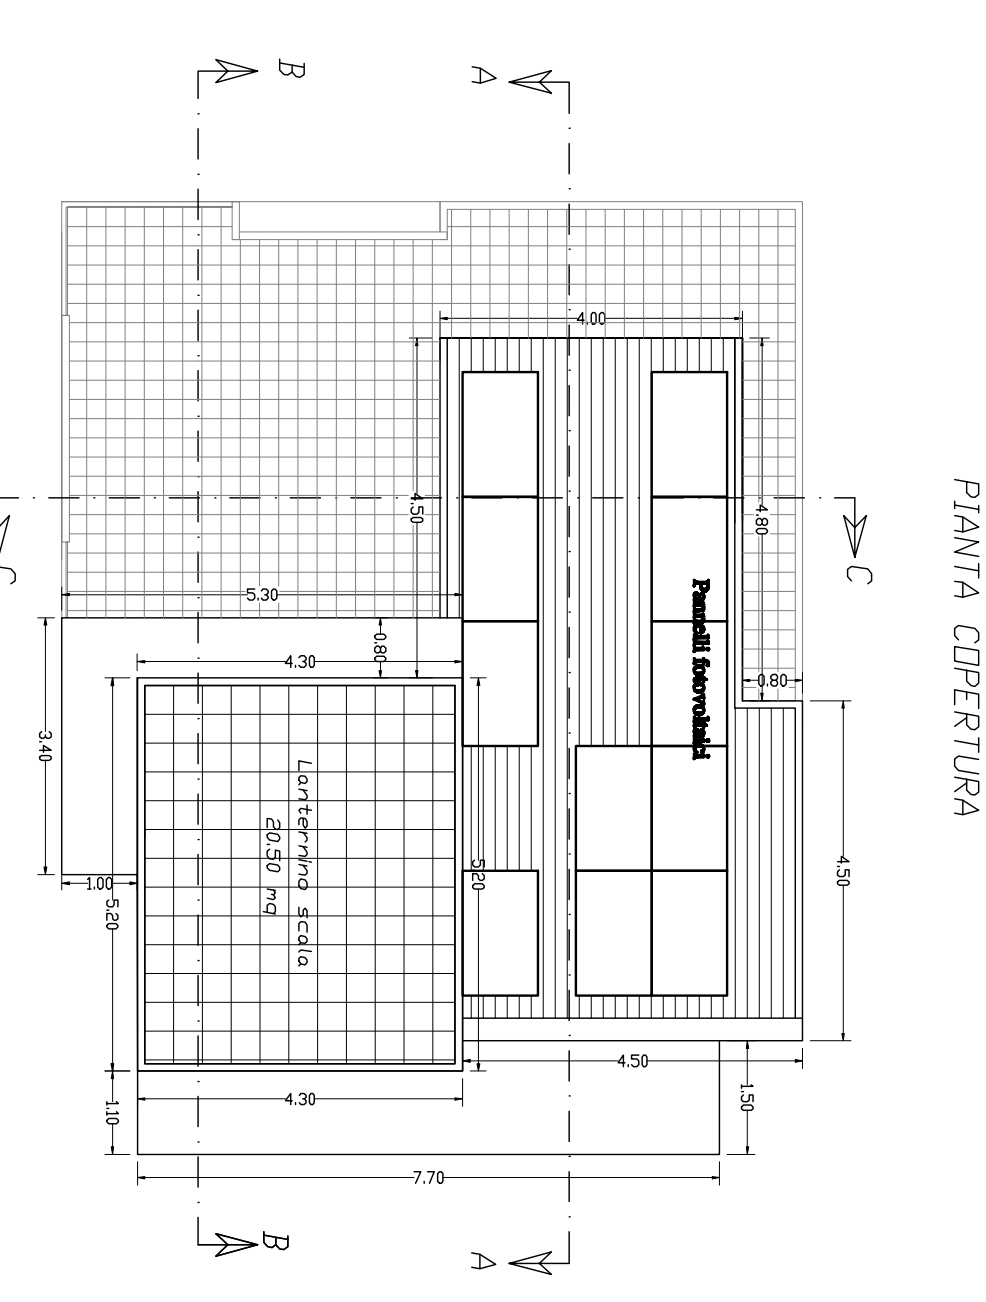 PIANTA COPERTURA
B
A
4.00
4.80
4.50
C
C
Pannelli fotovoltaici
5.30
0.80
4.30
0.80
3.40
Lanternino scala
20.50 mq
5.20
4.50
1.00
5.20
4.50
4.30
1.10
1.50
7.70
B
A